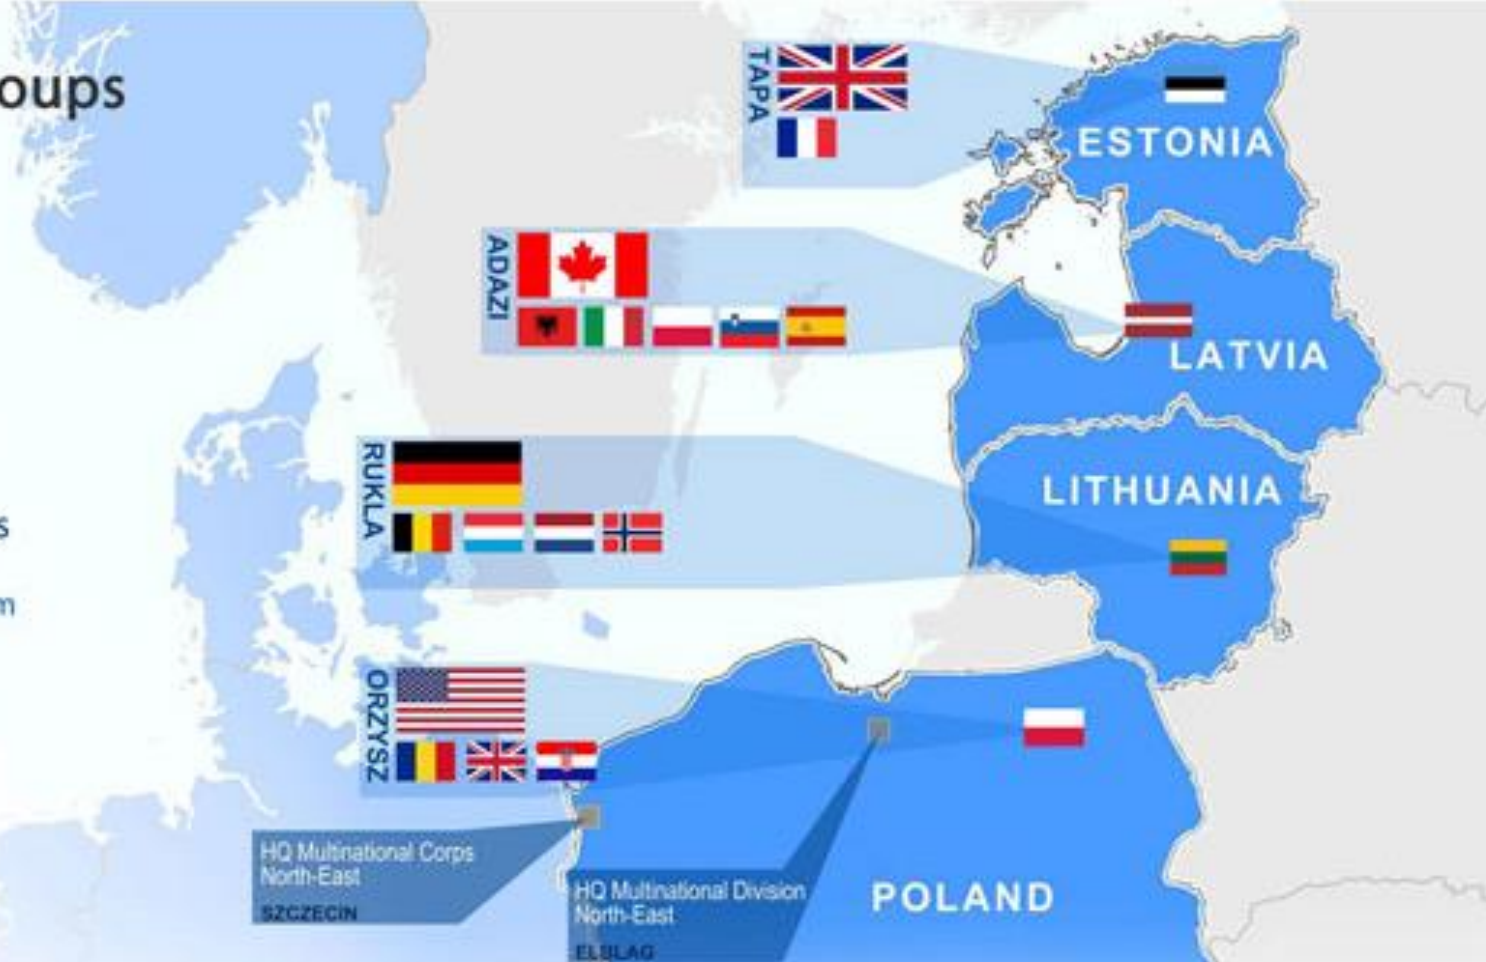 oups
TAPA
ESTONIA
ADAZI
LATVIA
RUKLA
LITHUANIA
s
m
ORZYSZ
HQ Multinational Corps
North-East
SZCZECIN
HQ Multinational Division
North-East
ELBLAG
POLAND